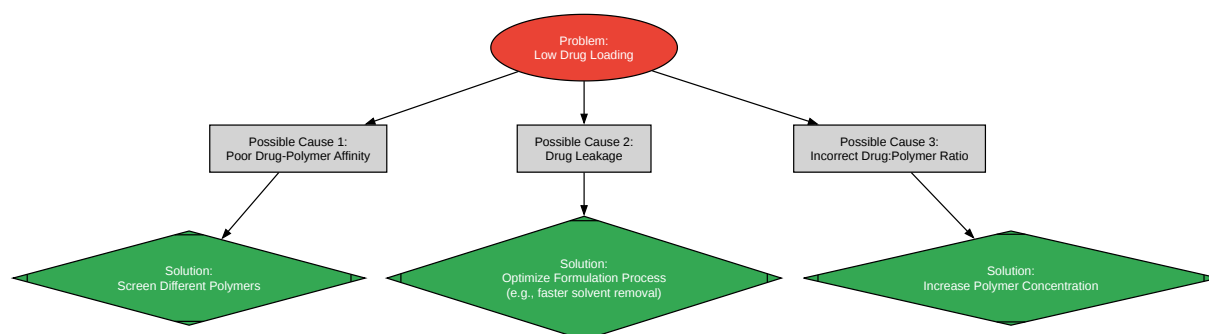 Problem:
Low Drug Loading
Possible Cause 1:
Poor Drug-Polymer Affinity
Possible Cause 2:
Drug Leakage
Possible Cause 3:
Incorrect Drug:Polymer Ratio
Solution:
Screen Different Polymers
Solution:
Optimize Formulation Process
(e.g., faster solvent removal)
Solution:
Increase Polymer Concentration